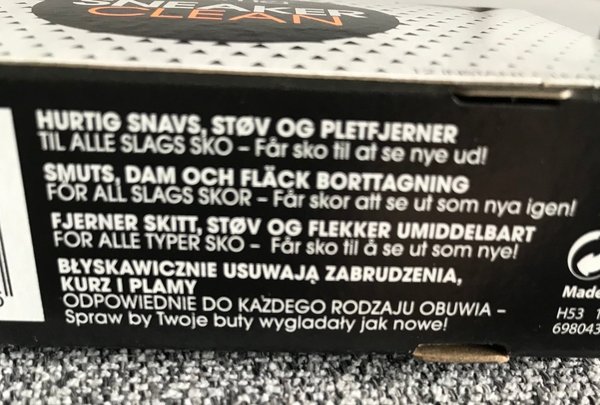 SNEAKER
CLEAN
HURTIG SNAVS, STØV OG PLETFJERNER
TIL ALLE SLAGS SKO – Får sko til at se nye ud!
SMUTS, DAM OCH FLÄCK BORTTAGNING
FÖR ALL SLAGS SKOR – Får skor att se ut som nya igen!
FJERNER SKITT, STØV OG FLEKKER UMIDDELBART
FOR ALLE TYPER SKO – Får sko til å se ut som nye!
BŁYSKAWICZNIE USUWAJĄ ZABRUDZENIA,
KURZ I PLAMY
ODPOWIEDNIE DO KAŻDEGO RODZAJU OBUWIA –
Spraw by Twoje buty wyglądały jak nowe!
Made
H53
698043